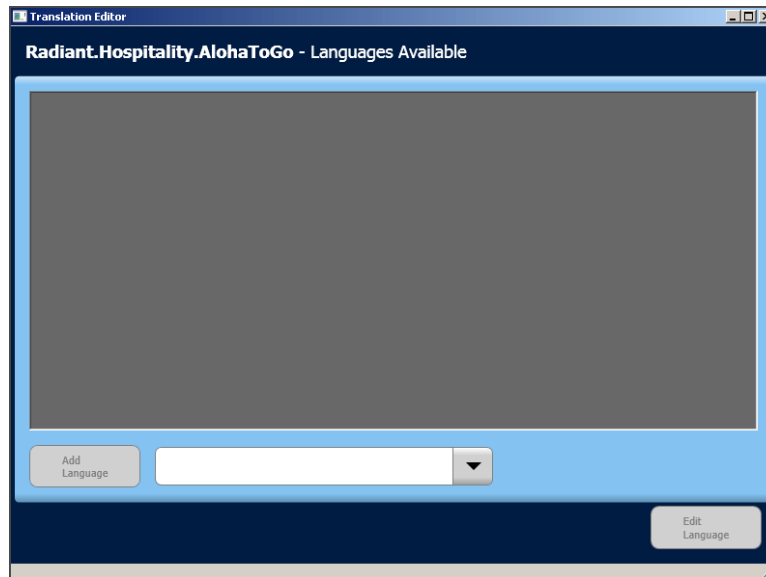 Translation Editor
Radiant.Hospitality.AlohaToGo - Languages Available
Add
Language
Edit
Language